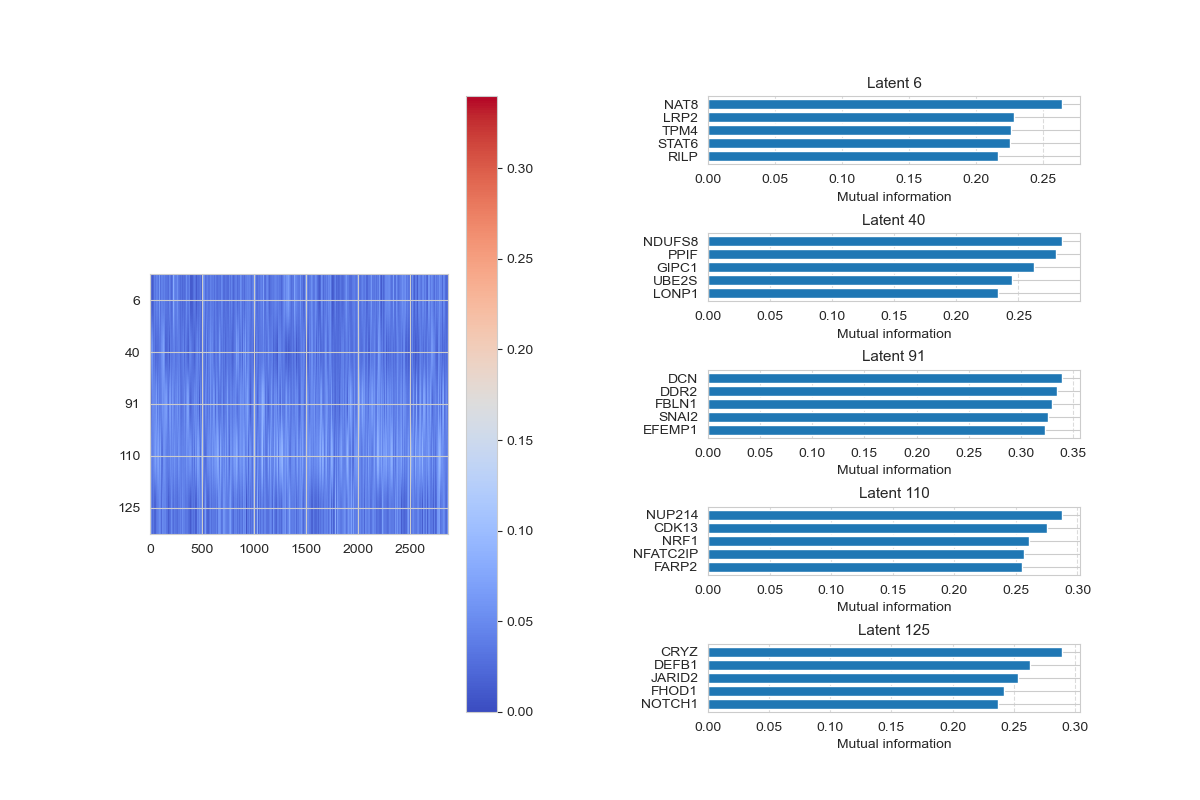 6
40
91
110
125
0 500 1000 1500 2000 2500
0.30
0.25
0.20
0.15
0.10
0.05
0.00
Latent 6
NAT8
LRP2
TPM4
STAT6
RILP
0.00 0.05 0.10 0.15 0.20 0.25
Mutual information
Latent 40
NDUFS8
PPIF
GIPC1
UBE2S
LONP1
0.00 0.05 0.10 0.15 0.20 0.25
Mutual information
Latent 91
DCN
DDR2
FBLN1
SNAI2
EFEMP1
0.00 0.05 0.10 0.15 0.20 0.25 0.30 0.35
Mutual information
Latent 110
NUP214
CDK13
NRF1
NFATC2IP
FARP2
0.00 0.05 0.10 0.15 0.20 0.25 0.30
Mutual information
Latent 125
CRYZ
DEFB1
JARID2
FHOD1
NOTCH1
0.00 0.05 0.10 0.15 0.20 0.25 0.30
Mutual information